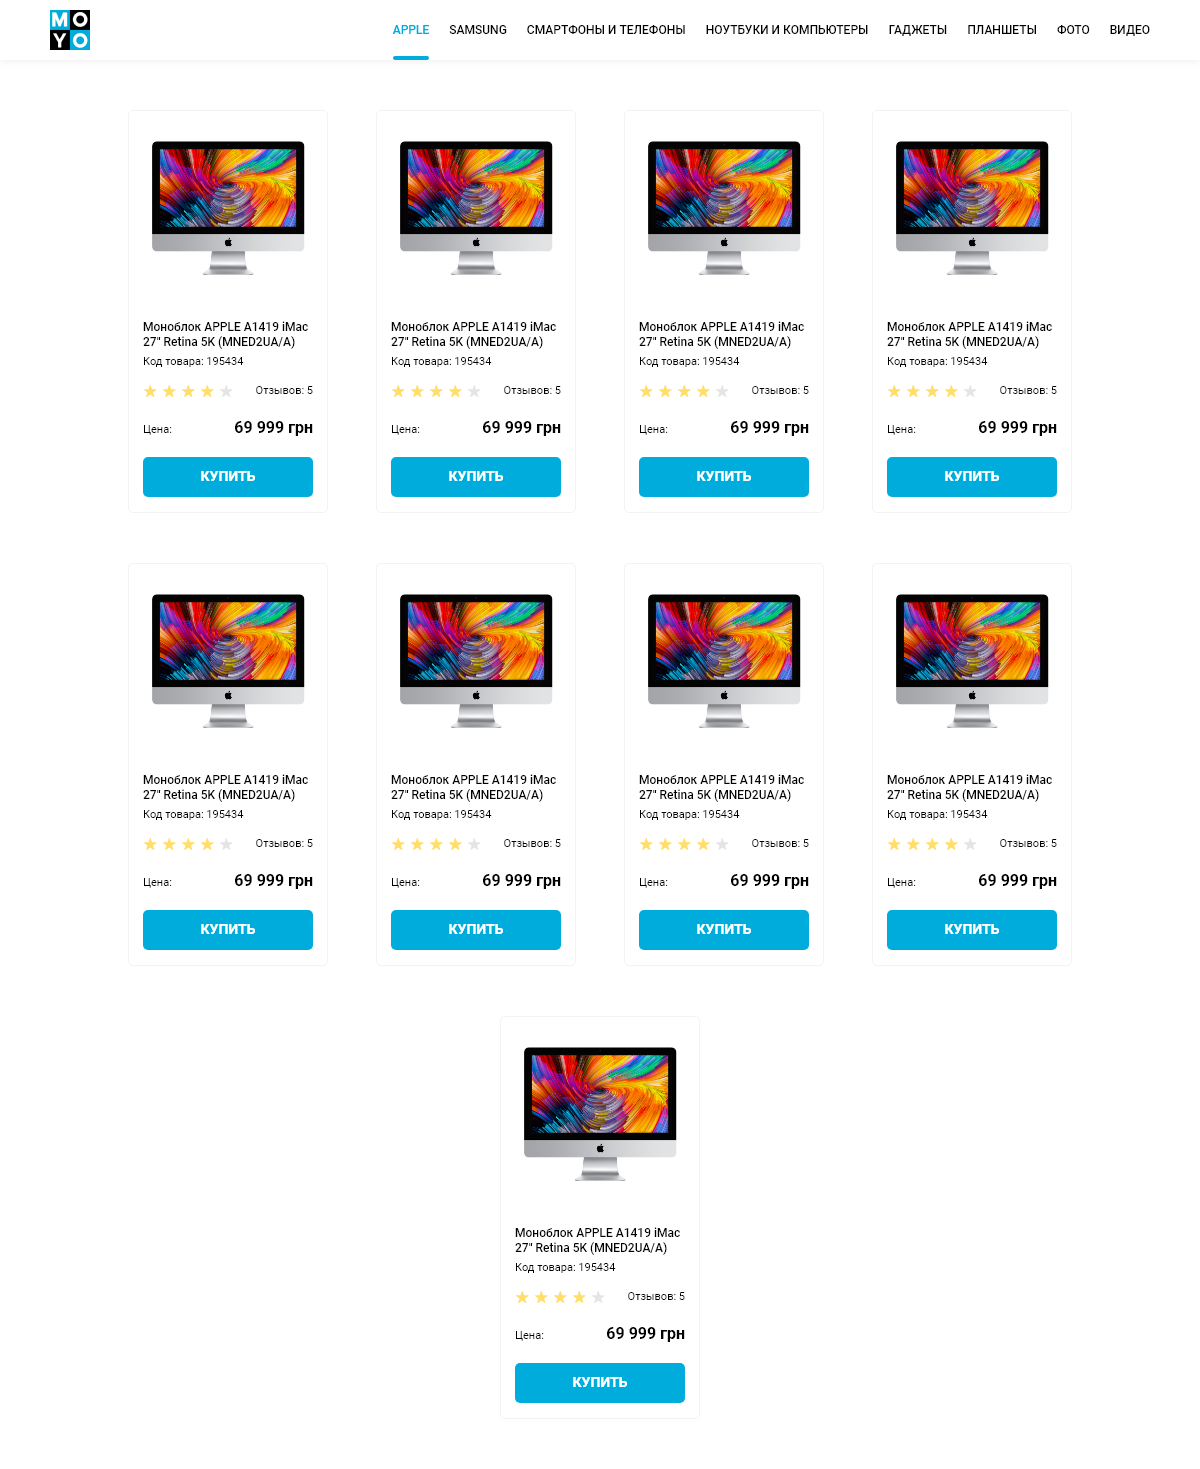 MO
YO
APPLE SAMSUNG СМАРТФОНЫ И ТЕЛЕФОНЫ НОУТБУКИ И КОМПЬЮТЕРЫ ГАДЖЕТЫ ПЛАНШЕТЫ ФОТО ВИДЕО
Моноблок APPLE A1419 iMac
27" Retina 5K (MNED2UA/A)
Код товара: 195434
Отзывов: 5
Цена: 69 999 грн
КУПИТЬ
Моноблок APPLE A1419 iMac
27" Retina 5K (MNED2UA/A)
Код товара: 195434
Отзывов: 5
Цена: 69 999 грн
КУПИТЬ
Моноблок APPLE A1419 iMac
27" Retina 5K (MNED2UA/A)
Код товара: 195434
Отзывов: 5
Цена: 69 999 грн
КУПИТЬ
Моноблок APPLE A1419 iMac
27" Retina 5K (MNED2UA/A)
Код товара: 195434
Отзывов: 5
Цена: 69 999 грн
КУПИТЬ
Моноблок APPLE A1419 iMac
27" Retina 5K (MNED2UA/A)
Код товара: 195434
Отзывов: 5
Цена: 69 999 грн
КУПИТЬ
Моноблок APPLE A1419 iMac
27" Retina 5K (MNED2UA/A)
Код товара: 195434
Отзывов: 5
Цена: 69 999 грн
КУПИТЬ
Моноблок APPLE A1419 iMac
27" Retina 5K (MNED2UA/A)
Код товара: 195434
Отзывов: 5
Цена: 69 999 грн
КУПИТЬ
Моноблок APPLE A1419 iMac
27" Retina 5K (MNED2UA/A)
Код товара: 195434
Отзывов: 5
Цена: 69 999 грн
КУПИТЬ
Моноблок APPLE A1419 iMac
27" Retina 5K (MNED2UA/A)
Код товара: 195434
Отзывов: 5
Цена: 69 999 грн
КУПИТЬ